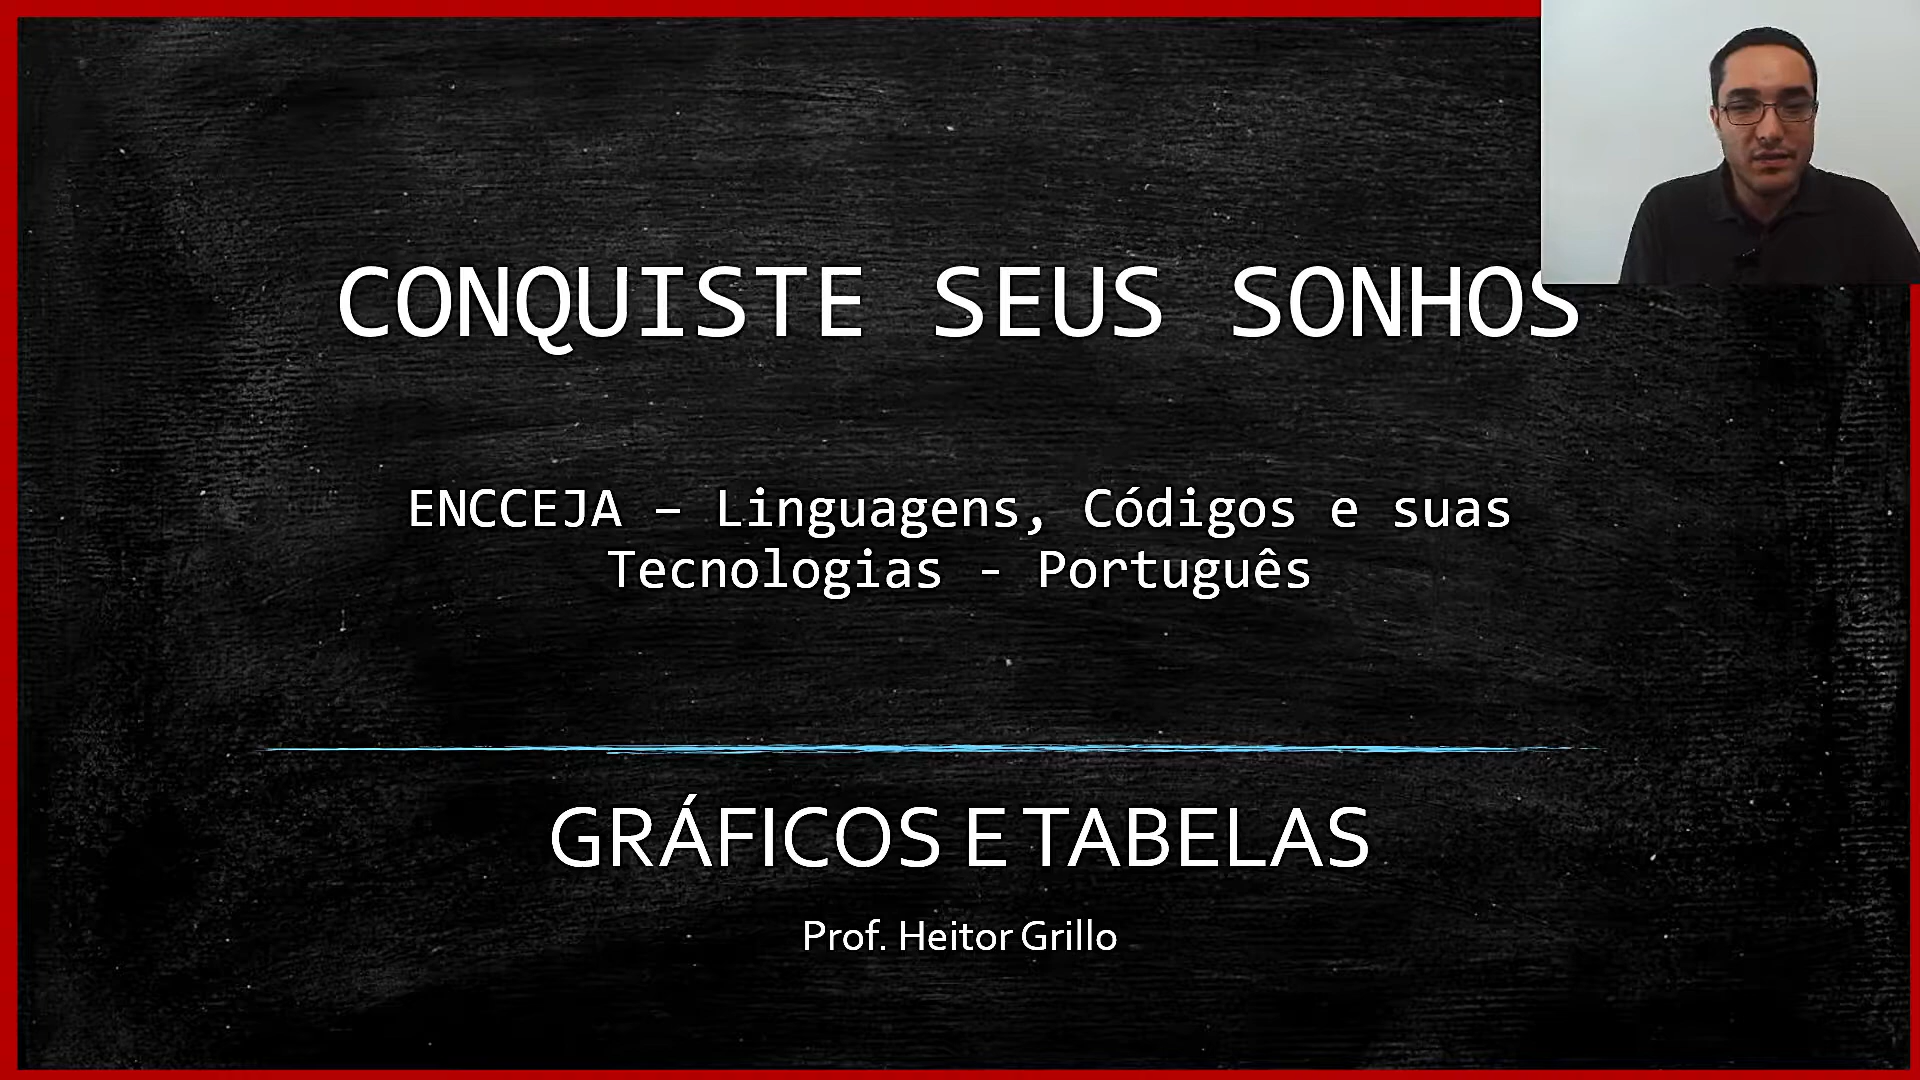 CONQUISTE SEUS SONHOS
ENCCEJA – Linguagens, Códigos e suas
Tecnologias - Português
GRÁFICOS E TABELAS
Prof. Heitor Grillo